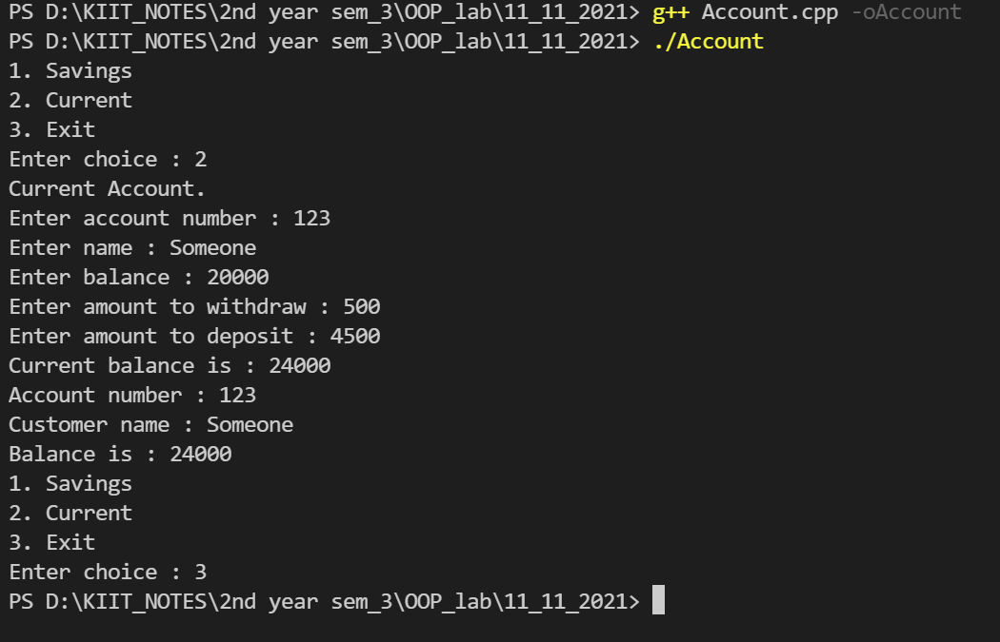 PS D:\KIIT_NOTES\2nd year sem_3\OOP_lab\11_11_2021> g++ Account.cpp -oAccount
PS D:\KIIT_NOTES\2nd year sem_3\OOP_lab\11_11_2021> ./Account
1. Savings
2. Current
3. Exit
Enter choice : 2
Current Account.
Enter account number : 123
Enter name : Someone
Enter balance : 20000
Enter amount to withdraw : 500
Enter amount to deposit : 4500
Current balance is : 24000
Account number : 123
Customer name : Someone
Balance is : 24000
1. Savings
2. Current
3. Exit
Enter choice : 3
PS D:\KIIT_NOTES\2nd year sem_3\OOP_lab\11_11_2021>